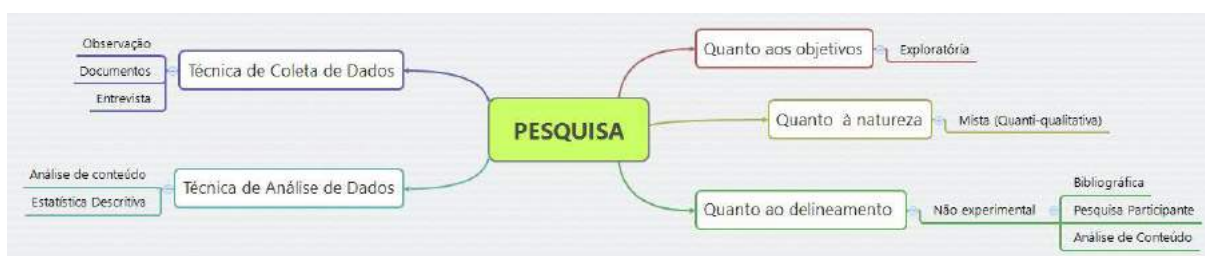 Observação
Documentos
Entrevista
Técnica de Coleta de Dados
Análise de conteúdo
Estatística Descritiva
Técnica de Análise de Dados
PESQUISA
Quanto aos objetivos
Exploratória
Quanto à natureza
Mista (Quanti-qualitativa)
Quanto ao delineamento
Não experimental
Bibliográfica
Pesquisa Participante
Análise de Conteúdo